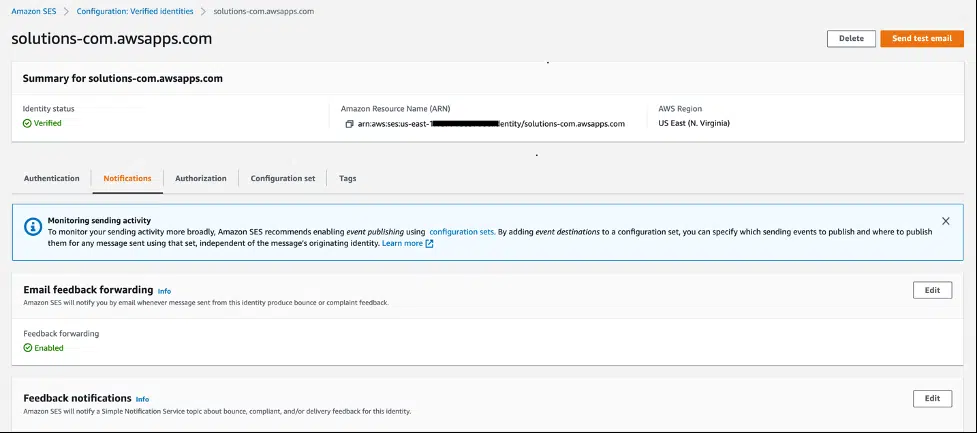 Amazon SES > Configuration: Verified identities > solutions-com.awsapps.com
solutions-com.awsapps.com
Delete
Send test email
Summary for solutions-com.awsapps.com
Identity status
Verified
Amazon Resource Name (ARN)
arn:aws:ses:us-east-1 entity/solutions-com.awsapps.com
AWS Region
US East (N. Virginia)
Authentication
Notifications
Authorization
Configuration set
Tags
Monitoring sending activity
To monitor your sending activity more broadly, Amazon SES recommends enabling event publishing using configuration sets. By adding event destinations to a configuration set, you can specify which sending events to publish and where to publish
them for any message sent using that set, independent of the message's originating identity. Learn more
Email feedback forwarding Info
Amazon SES will notify you by email whenever message sent from this identity produce bounce or complaint feedback.
Edit
Feedback forwarding
Enabled
Feedback notifications Info
Amazon SES will notify a Simple Notification Service topic about bounce, compliant, and/or delivery feedback for this identity.
Edit